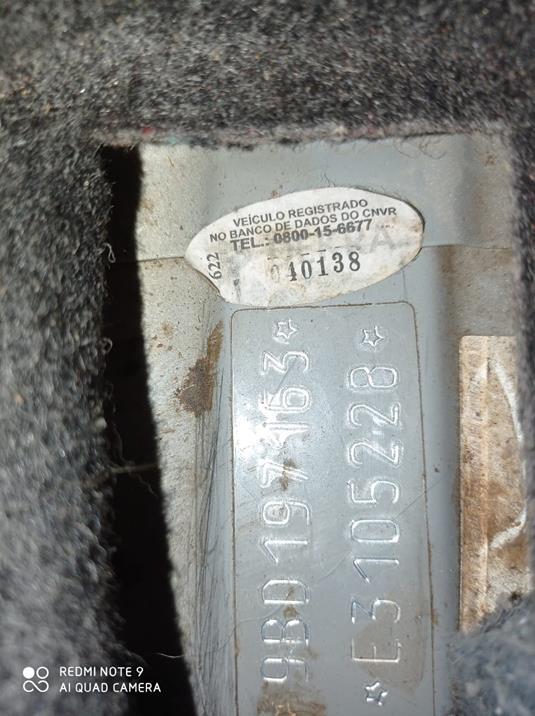 VEÍCULO REGISTRADO
NO BANCO DE DADOS DO CNVR
TEL.: 0800-15-6677
622
040138
9BD197163☆
☆E3105228☆
REDMI NOTE 9
AI QUAD CAMERA